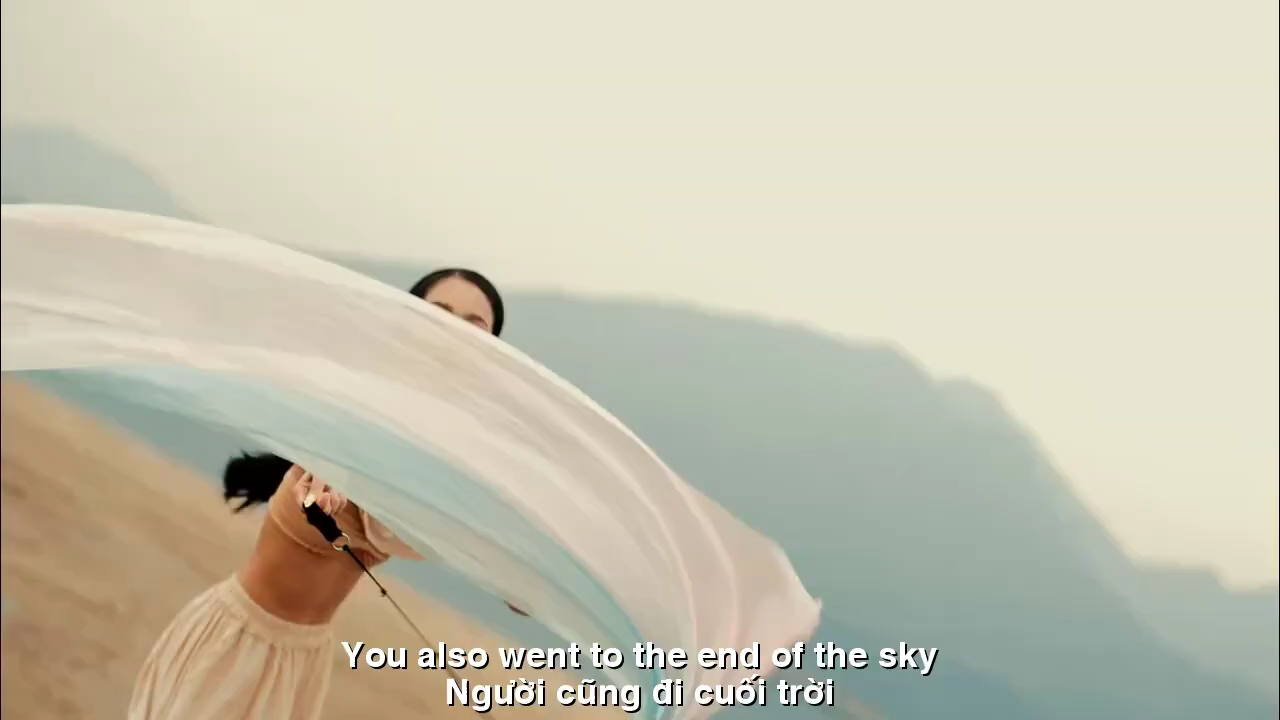 You also went to the end of the sky
Người cũng đi cuối trời